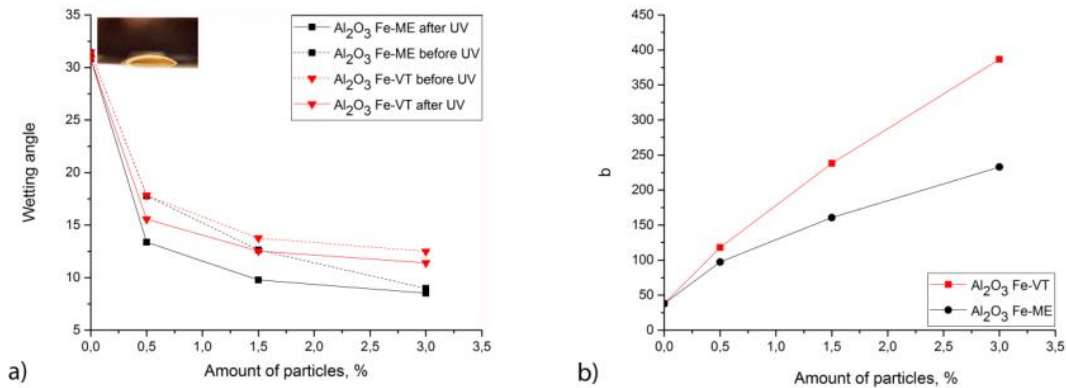 35
30
25
20
15
10
5
0,0 0,5 1,0 1,5 2,0 2,5 3,0 3,5
Wetting angle
Amount of particles, %
Al2O3 Fe-ME after UV
Al2O3 Fe-ME before UV
Al2O3 Fe-VT before UV
Al2O3 Fe-VT after UV
a)
450
400
350
300
250
200
150
100
50
0
0,0 0,5 1,0 1,5 2,0 2,5 3,0 3,5
b
Amount of particles, %
Al2O3 Fe-VT
Al2O3 Fe-ME
b)